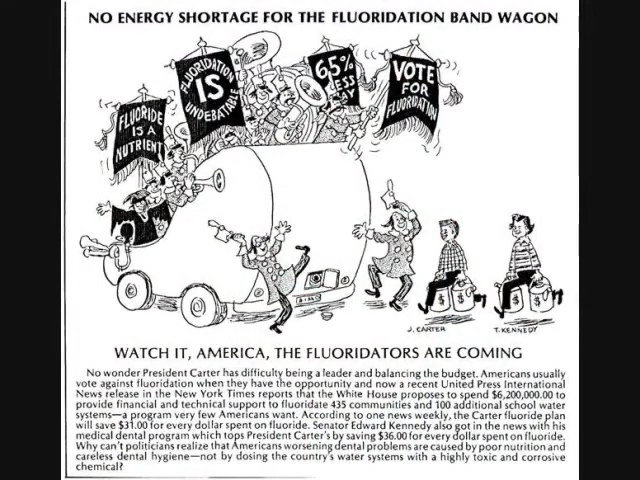 NO ENERGY SHORTAGE FOR THE FLUORIDATION BAND WAGON
FLUORIDE
IS A
NUTRIENT
FLUORIDATION
IS
UNDEBATABLE
65%
LESS
VOTE
FOR
FLUORIDATION
$ $ $ $
J. CARTER T. KENNEDY
WATCH IT, AMERICA, THE FLUORIDATORS ARE COMING
No wonder President Carter has difficulty being a leader and balancing the budget. Americans usually
vote against fluoridation when they have the opportunity and now a recent United Press International
News release in the New York Times reports that the White House proposes to spend $6,200,000.00 to
provide financial and technical support to fluoridate 435 communities and 100 additional school water
systems—a program very few Americans want. According to one news weekly, the Carter fluoride plan
will save $31.00 for every dollar spent on fluoride. Senator Edward Kennedy also got in the news with his
medical dental program which tops President Carter's by saving $36.00 for every dollar spent on fluoride.
Why can't politicians realize that Americans worsening dental problems are caused by poor nutrition and
careless dental hygiene—not by dosing the country's water systems with a highly toxic and corrosive
chemical?